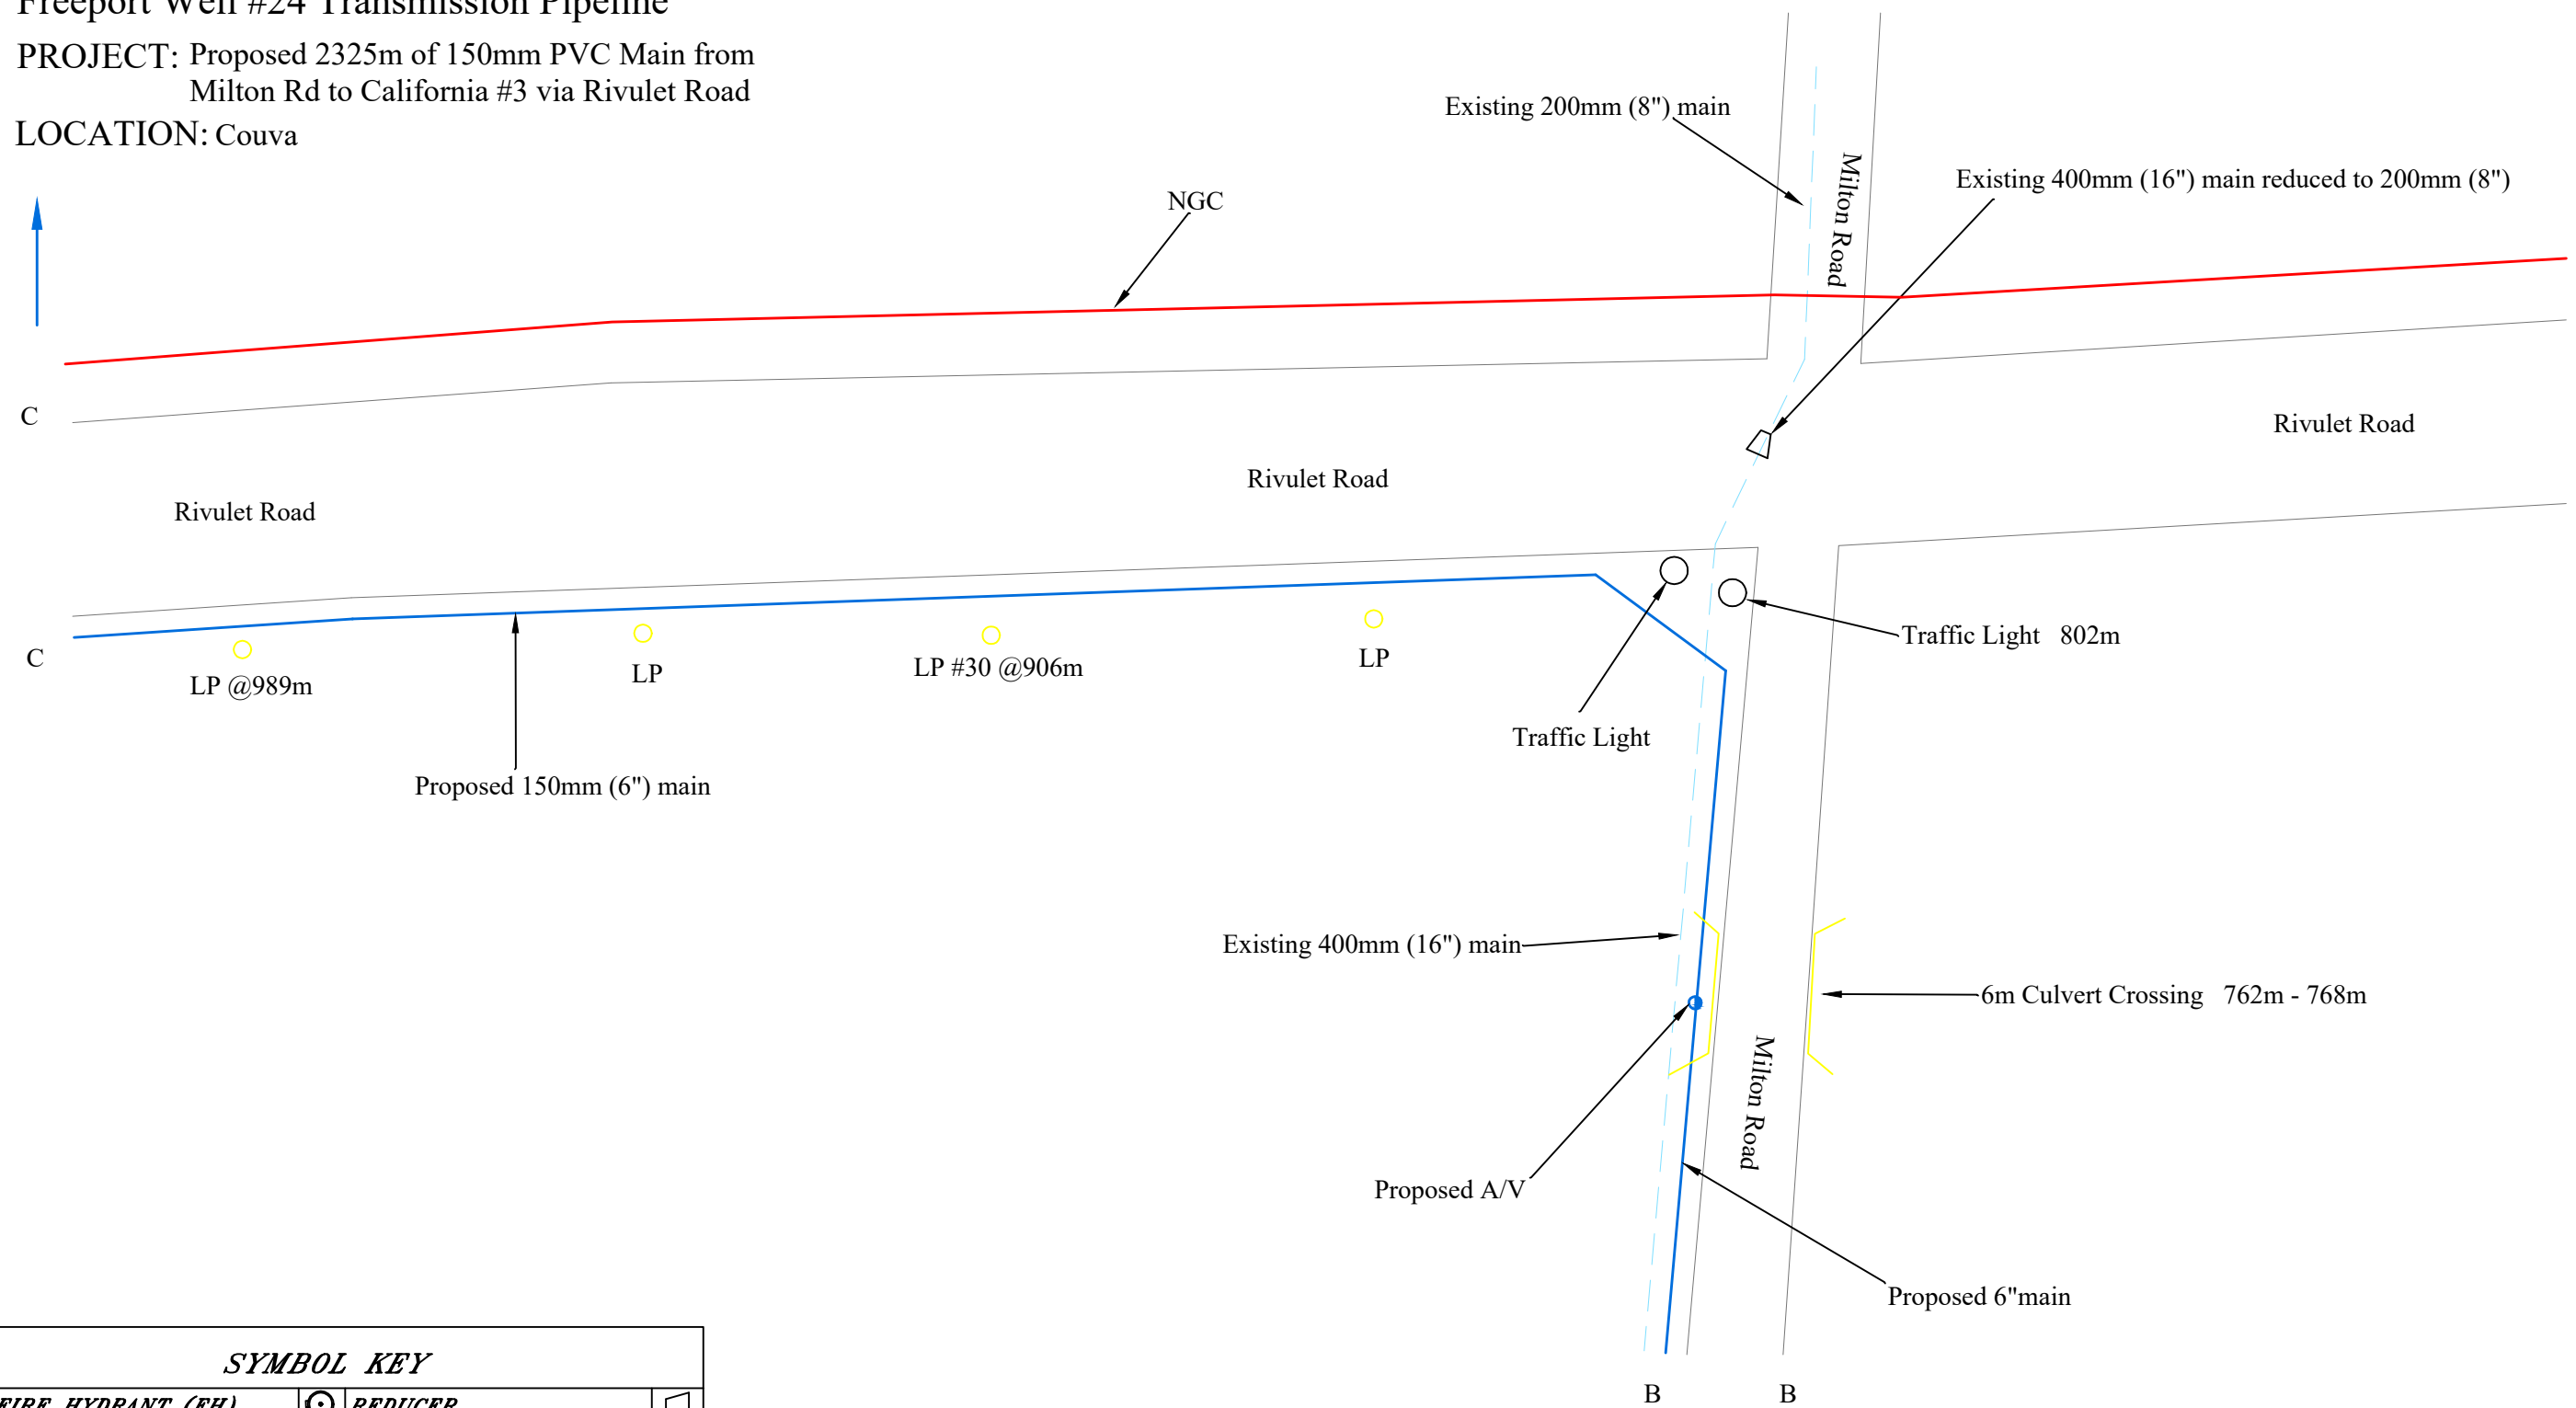 Freeport Well #24 Transmission Pipeline
PROJECT: Proposed 2325m of 150mm PVC Main from
Milton Rd to California #3 via Rivulet Road
LOCATION: Couva
Existing 200mm (8") main
Milton Road
Existing 400mm (16") main reduced to 200mm (8")
NGC
C
Rivulet Road
Rivulet Road
Rivulet Road
C
LP @989m
LP
LP #30 @906m
LP
Traffic Light 802m
Traffic Light
Proposed 150mm (6") main
Existing 400mm (16") main
6m Culvert Crossing 762m - 768m
Milton Road
Proposed A/V
Proposed 6"main
SYMBOL KEY
FIRE HYDRANT (FH)
REDUCER
B
B